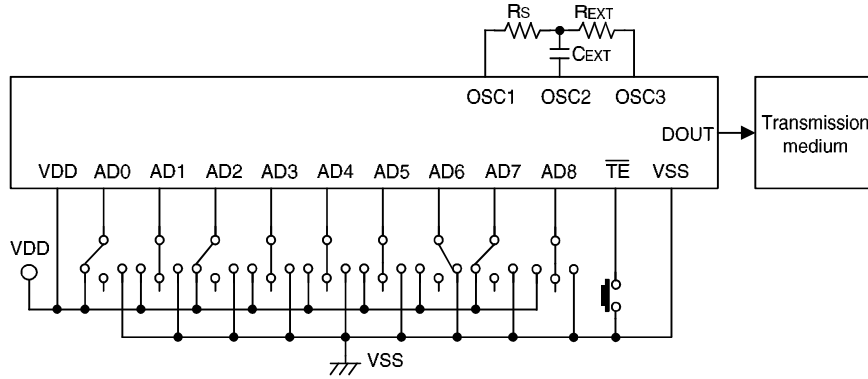 RS REXT
CEXT
OSC1 OSC2 OSC3
DOUT
Transmission
medium
VDD AD0 AD1 AD2 AD3 AD4 AD5 AD6 AD7 AD8 TE VSS
VDD
VSS